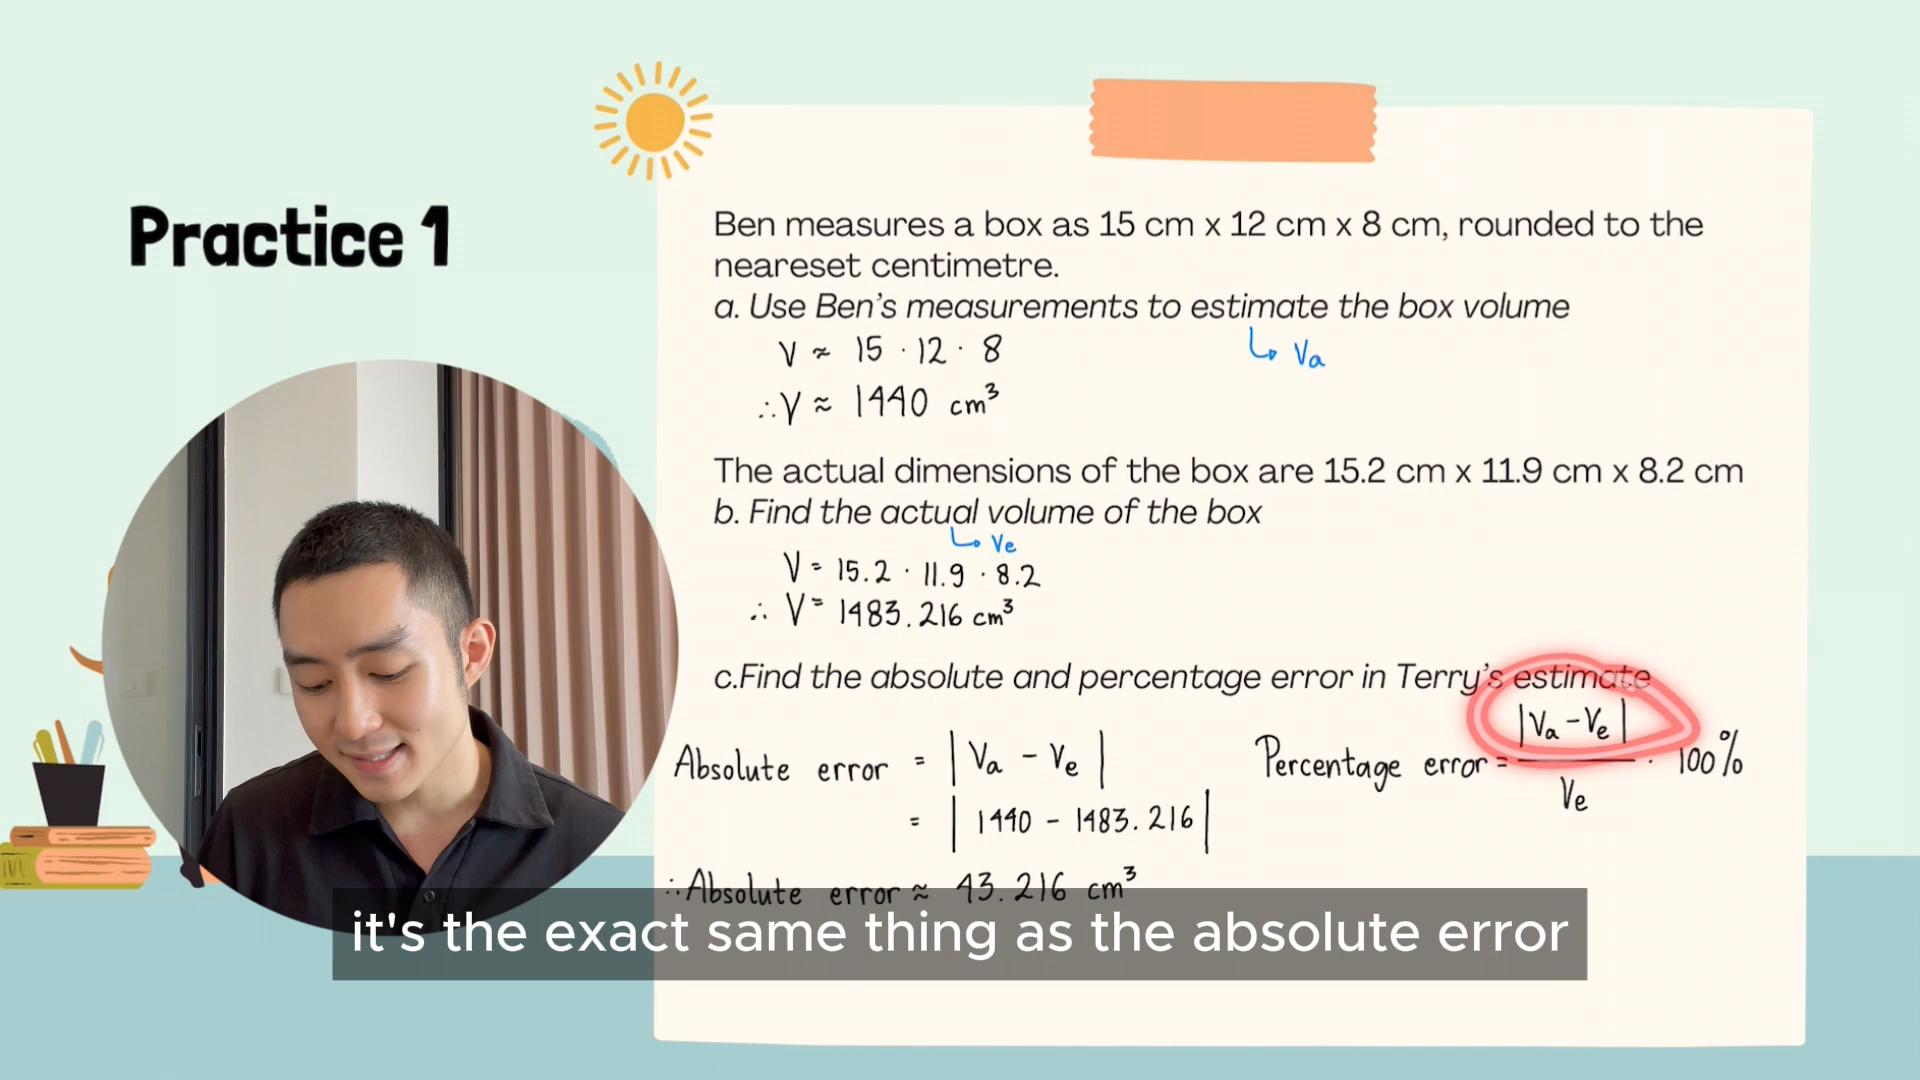 Practice 1
Ben measures a box as 15 cm x 12 cm x 8 cm, rounded to the
neareset centimetre.
a. Use Ben's measurements to estimate the box volume
V ≈ 15 · 12 · 8
Va
∴ V ≈ 1440 cm³
The actual dimensions of the box are 15.2 cm x 11.9 cm x 8.2 cm
b. Find the actual volume of the box
Ve
V = 15.2 · 11.9 · 8.2
∴ V = 1483.216 cm³
c.Find the absolute and percentage error in Terry's estimate
Absolute error = |Va - Ve|
= |1440 - 1483.216|
∴ Absolute error ≈ 43.216 cm³
Percentage error = |Va - Ve| / Ve · 100%
it's the exact same thing as the absolute error